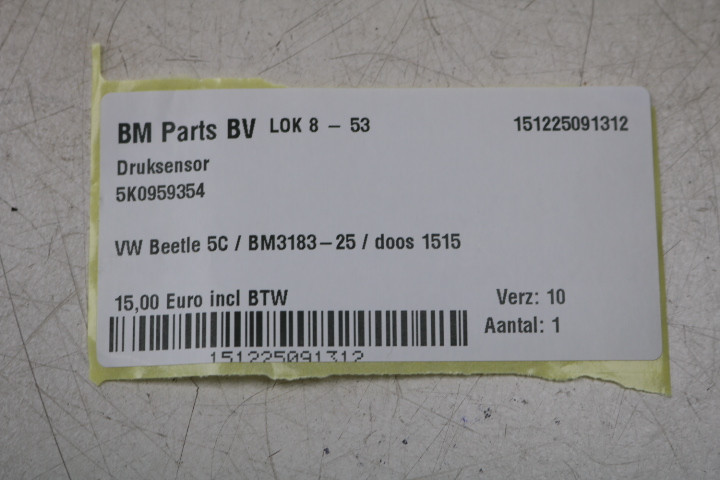 BM Parts BV LOK 8 - 53 151225091312
Druksensor
5K0959354
VW Beetle 5C / BM3183-25 / doos 1515
15,00 Euro incl BTW Verz: 10
Aantal: 1
151225091312